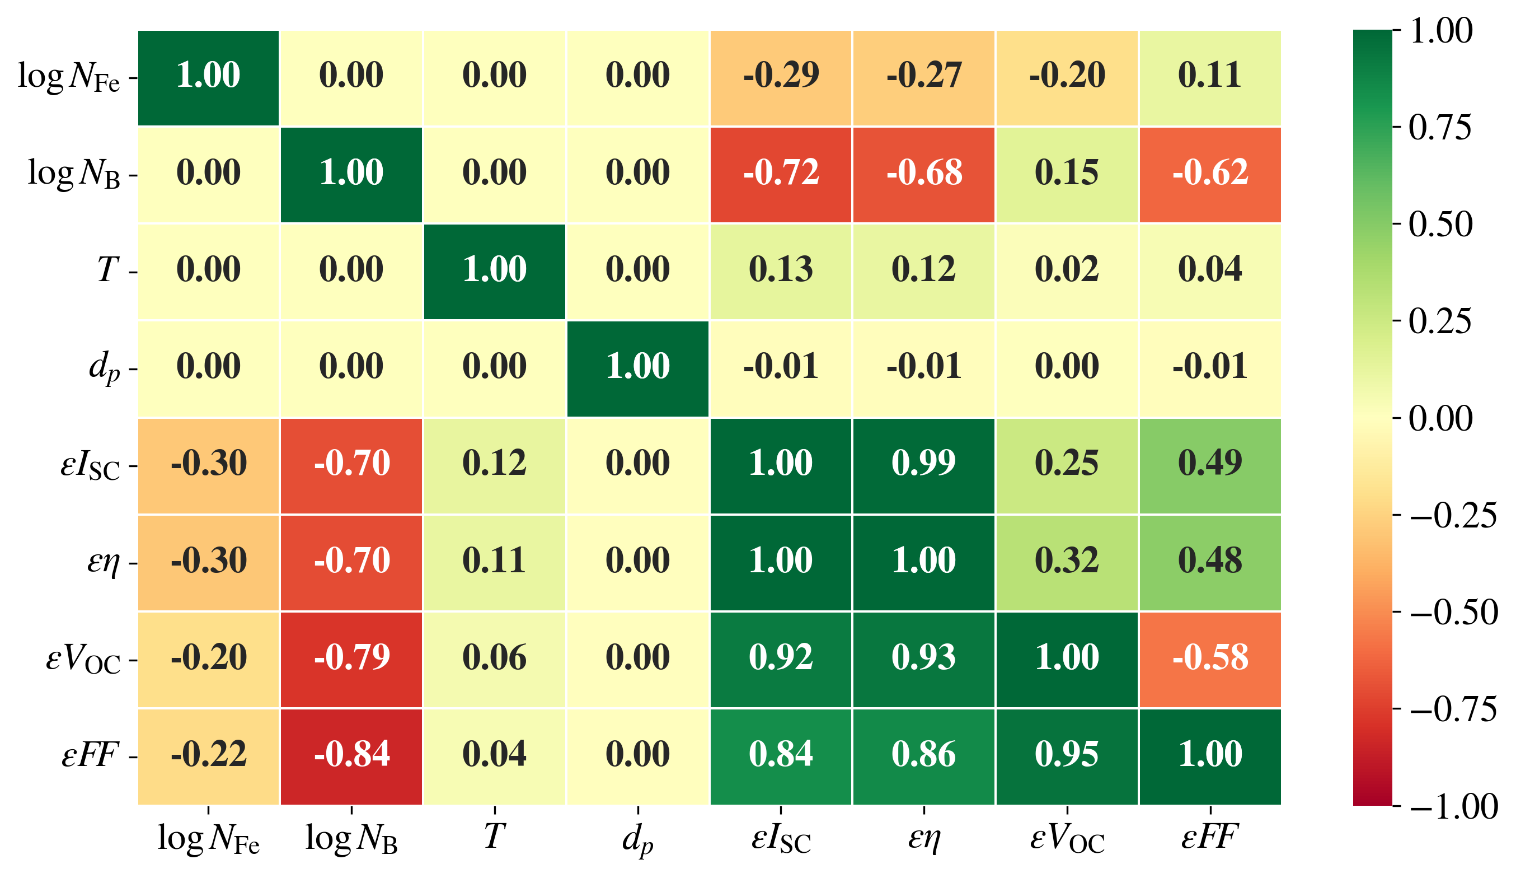 log N_Fe 1.00 0.00 0.00 0.00 -0.29 -0.27 -0.20 0.11
log N_B 0.00 1.00 0.00 0.00 -0.72 -0.68 0.15 -0.62
T 0.00 0.00 1.00 0.00 0.13 0.12 0.02 0.04
d_p 0.00 0.00 0.00 1.00 -0.01 -0.01 0.00 -0.01
εI_SC -0.30 -0.70 0.12 0.00 1.00 0.99 0.25 0.49
εη -0.30 -0.70 0.11 0.00 1.00 1.00 0.32 0.48
εV_OC -0.20 -0.79 0.06 0.00 0.92 0.93 1.00 -0.58
εFF -0.22 -0.84 0.04 0.00 0.84 0.86 0.95 1.00
log N_Fe log N_B T d_p εI_SC εη εV_OC εFF
1.00
0.75
0.50
0.25
0.00
−0.25
−0.50
−0.75
−1.00